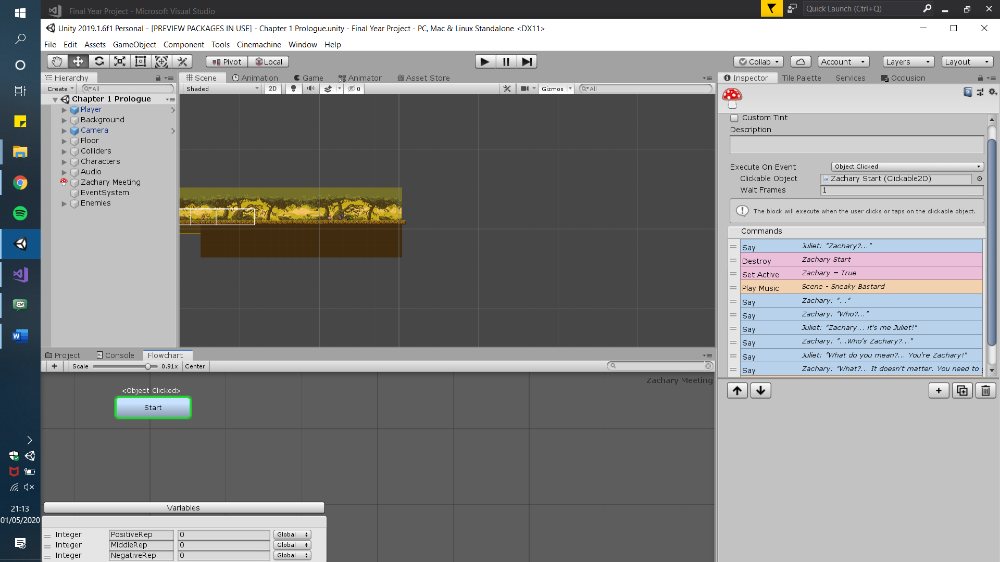 Final Year Project - Microsoft Visual Studio
Quick Launch (Ctrl+Q)
Unity 2019.1.6f1 Personal - [PREVIEW PACKAGES IN USE] - Chapter 1 Prologue.unity - Final Year Project - PC, Mac & Linux Standalone <DX11>
File Edit Assets GameObject Component Tools Cinemachine Window Help
Pivot Local Collab Account Layers Layout
Hierarchy
Create All
Chapter 1 Prologue
Player
Background
Camera
Floor
Colliders
Characters
Audio
Zachary Meeting
EventSystem
Enemies
Scene Animation Game Animator Asset Store
Shaded 2D 0 Gizmos All
Inspector Tile Palette Services Occlusion
Custom Tint
Description
Execute On Event Object Clicked
Clickable Object Zachary Start (Clickable2D)
Wait Frames 1
The block will execute when the user clicks or taps on the clickable object.
Commands
Say Juliet: "Zachary?..."
Destroy Zachary Start
Set Active Zachary = True
Play Music Scene - Sneaky Bastard
Say Zachary: "..."
Say Zachary: "Who?..."
Say Juliet: "Zachary... it's me Juliet!"
Say Zachary: "...Who's Zachary?..."
Say Juliet: "What do you mean?... You're Zachary!"
Say Zachary: "What?... It doesn't matter. You need to
Project Console Flowchart
Scale 0.91x Center
Zachary Meeting
<Object Clicked>
Start
Variables
Integer PositiveRep 0 Global
Integer MiddleRep 0 Global
Integer NegativeRep 0 Global
CM
W
21:13
01/05/2020